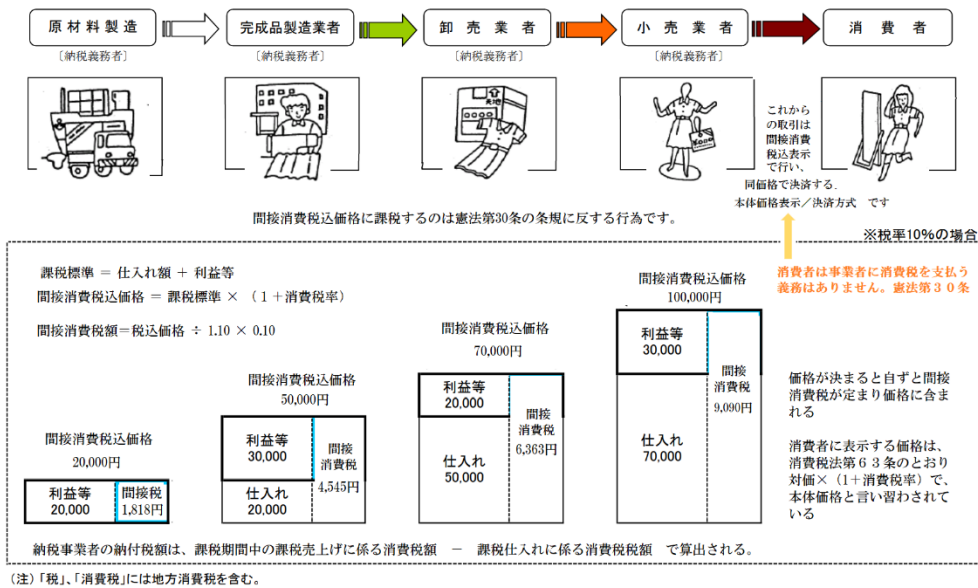 原材料製造
完成品製造業者
卸売業者
小売業者
消費者
[納税義務者]
[納税義務者]
[納税義務者]
[納税義務者]
天地
これから
の取引は
間接消費
税込表示
で行い、
同価格で決済する.
本体価格表示／決済方式 です
間接消費税込価格に課税するのは憲法第30条の条規に反する行為です。
※税率10%の場合
消費者は事業者に消費税を支払う
義務はありません。憲法第３０条
課税標準 ＝ 仕入れ額 ＋ 利益等
間接消費税込価格 ＝ 課税標準 × （１＋消費税率）
間接消費税額＝税込価格 ÷ 1.10 × 0.10
間接消費税込価格
20,000円
利益等
20,000
間接税
1,818円
間接消費税込価格
50,000円
利益等
30,000
仕入れ
20,000
間接
消費税
4,545円
間接消費税込価格
70,000円
利益等
20,000
仕入れ
50,000
間接
消費税
6,363円
間接消費税込価格
100,000円
利益等
30,000
仕入れ
70,000
間接
消費税
9,090円
価格が決まると自ずと間接
消費税が定まり価格に含ま
れる
消費者に表示する価格は、
消費税法第６３条のとおり
対価×（1＋消費税率）で、
本体価格と言い習わされて
いる
納税事業者の納付税額は、課税期間中の課税売上げに係る消費税額 － 課税仕入れに係る消費税税額 で算出される。
（注）「税」、「消費税」には地方消費税を含む。